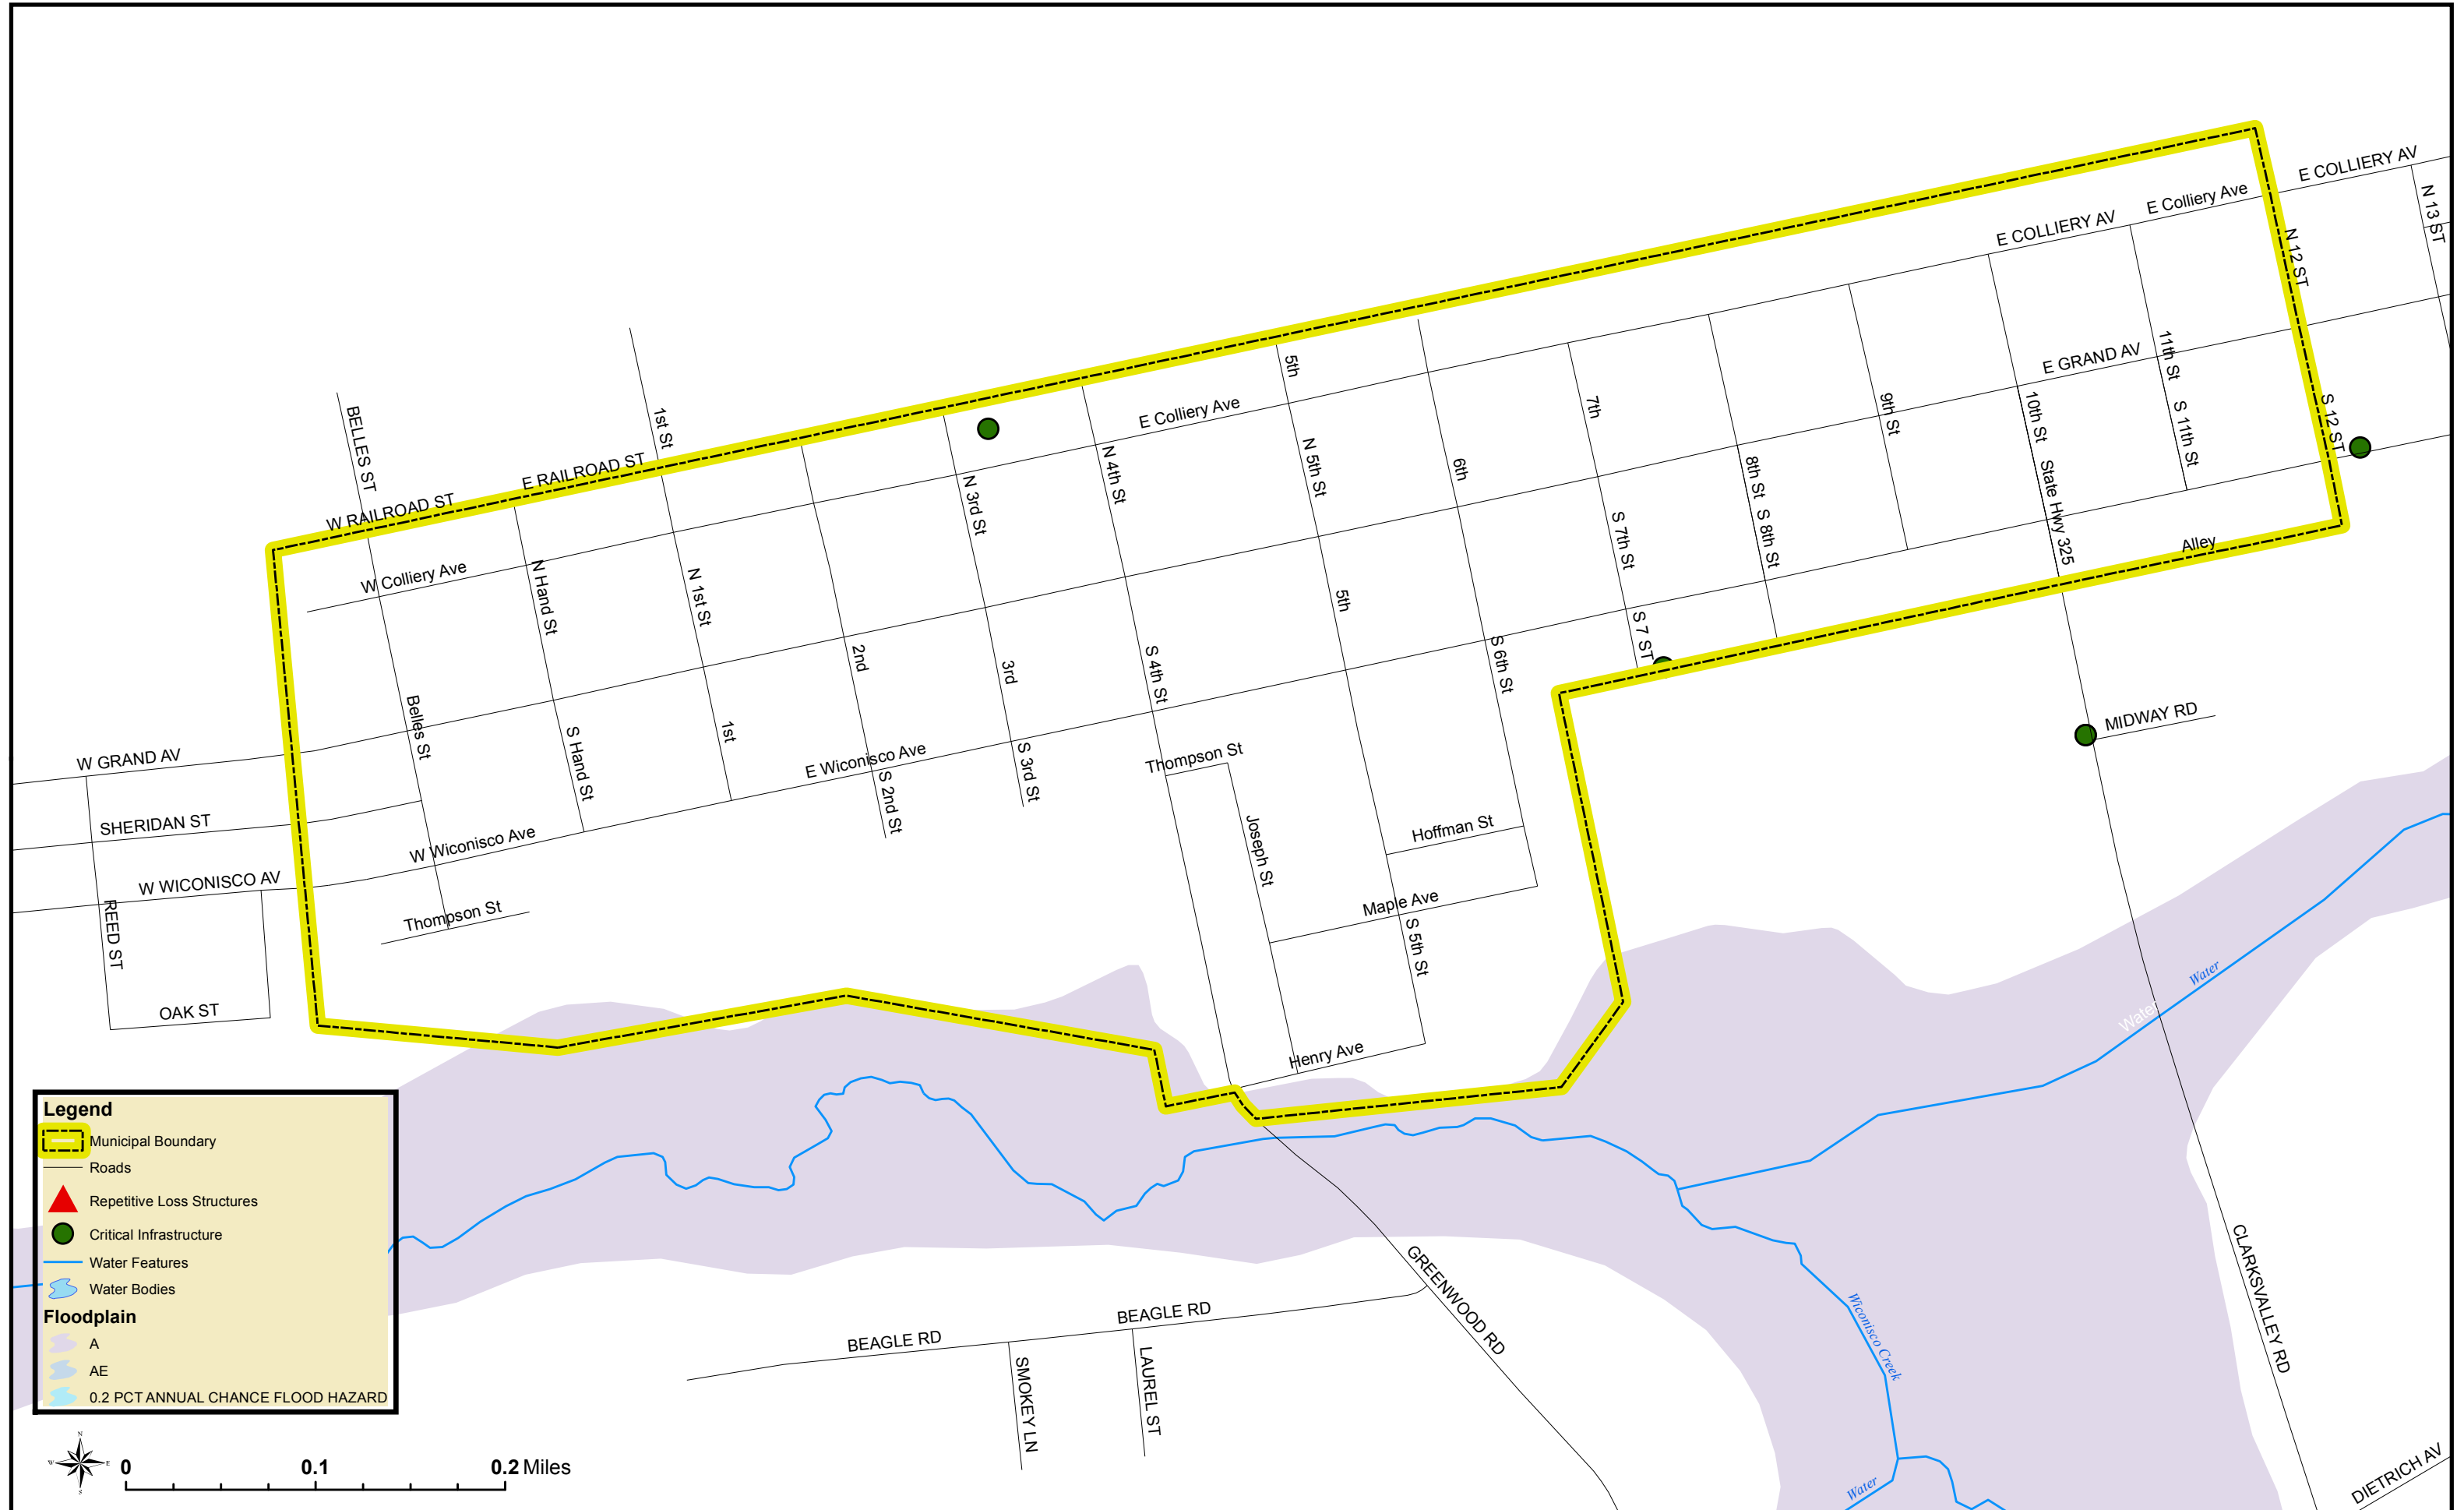 E COLLIERY AV
N 13 ST
E Colliery Ave
E COLLIERY AV
N 12 ST
5th
E Colliery Ave
7th
9th St
E GRAND AV
11th St
S 11th St
S 12 ST
BELLES ST
1st St
E RAILROAD ST
W RAILROAD ST
N 3rd St
N 4th St
N 5th St
6th
8th St
S 8th St
10th St
State Hwy 325
Alley
W Colliery Ave
N Hand St
N 1st St
5th
S 7th St
S 7 ST
2nd
3rd
S 4th St
S 6th St
Belles St
S Hand St
1st
E Wiconisco Ave
S 2nd St
S 3rd St
Thompson St
MIDWAY RD
W GRAND AV
SHERIDAN ST
W Wiconisco Ave
Joseph St
Hoffman St
W WICONISCO AV
REED ST
Thompson St
Maple Ave
S 5th St
OAK ST
Henry Ave
Water
Water
GREENWOOD RD
CLARKSVALLEY RD
Wiconisco Creek
BEAGLE RD
BEAGLE RD
SMOKEY LN
LAUREL ST
Water
DIETRICH AV
Legend
Municipal Boundary
Roads
Repetitive Loss Structures
Critical Infrastructure
Water Features
Water Bodies
Floodplain
A
AE
0.2 PCT ANNUAL CHANCE FLOOD HAZARD
N
W E
S
0 0.1 0.2 Miles